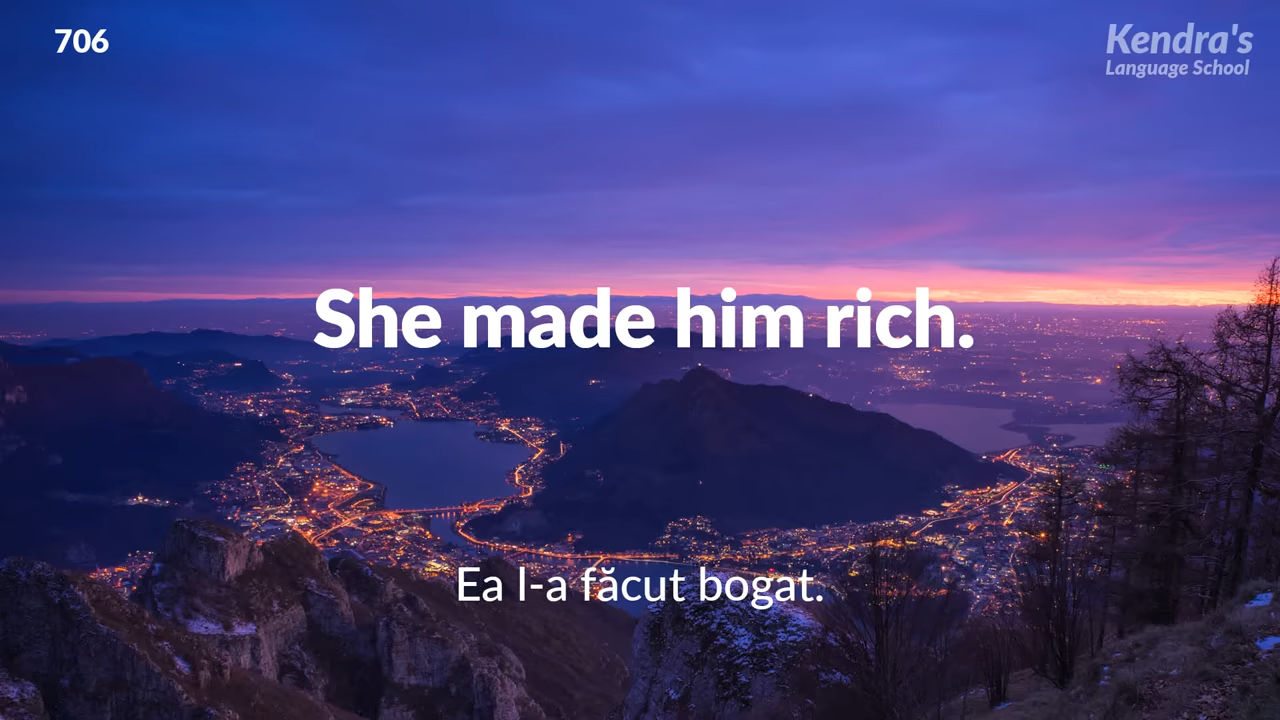 706
Kendra's
Language School
She made him rich.
Ea l-a făcut bogat.